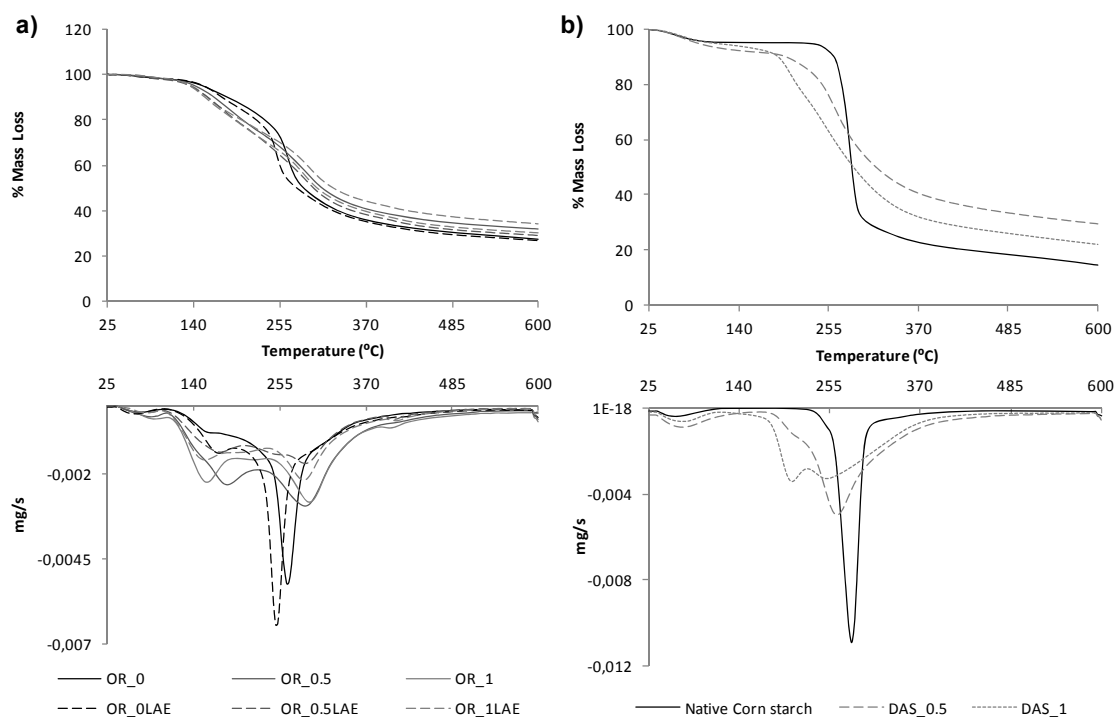 a)
120
100
80
60
40
20
0
% Mass Loss
25 140 255 370 485 600
Temperature (ºC)
25 140 255 370 485 600
-0,002
-0,0045
-0,007
mg/s
OR_0 OR_0.5 OR_1
OR_0LAE OR_0.5LAE OR_1LAE
b)
100
80
60
40
20
0
% Mass Loss
25 140 255 370 485 600
Temperature (ºC)
25 140 255 370 485 600
1E-18
-0,004
-0,008
-0,012
mg/s
Native Corn starch DAS_0.5 DAS_1